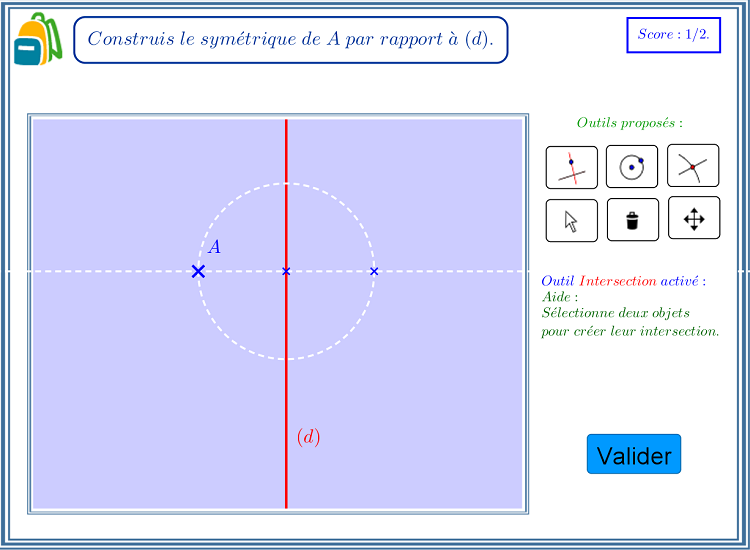 Construis le symétrique de A par rapport à (d).
Score : 1/2.
Outils proposés :
A
(d)
Outil Intersection activé :
Aide :
Sélectionne deux objets
pour créer leur intersection.
Valider